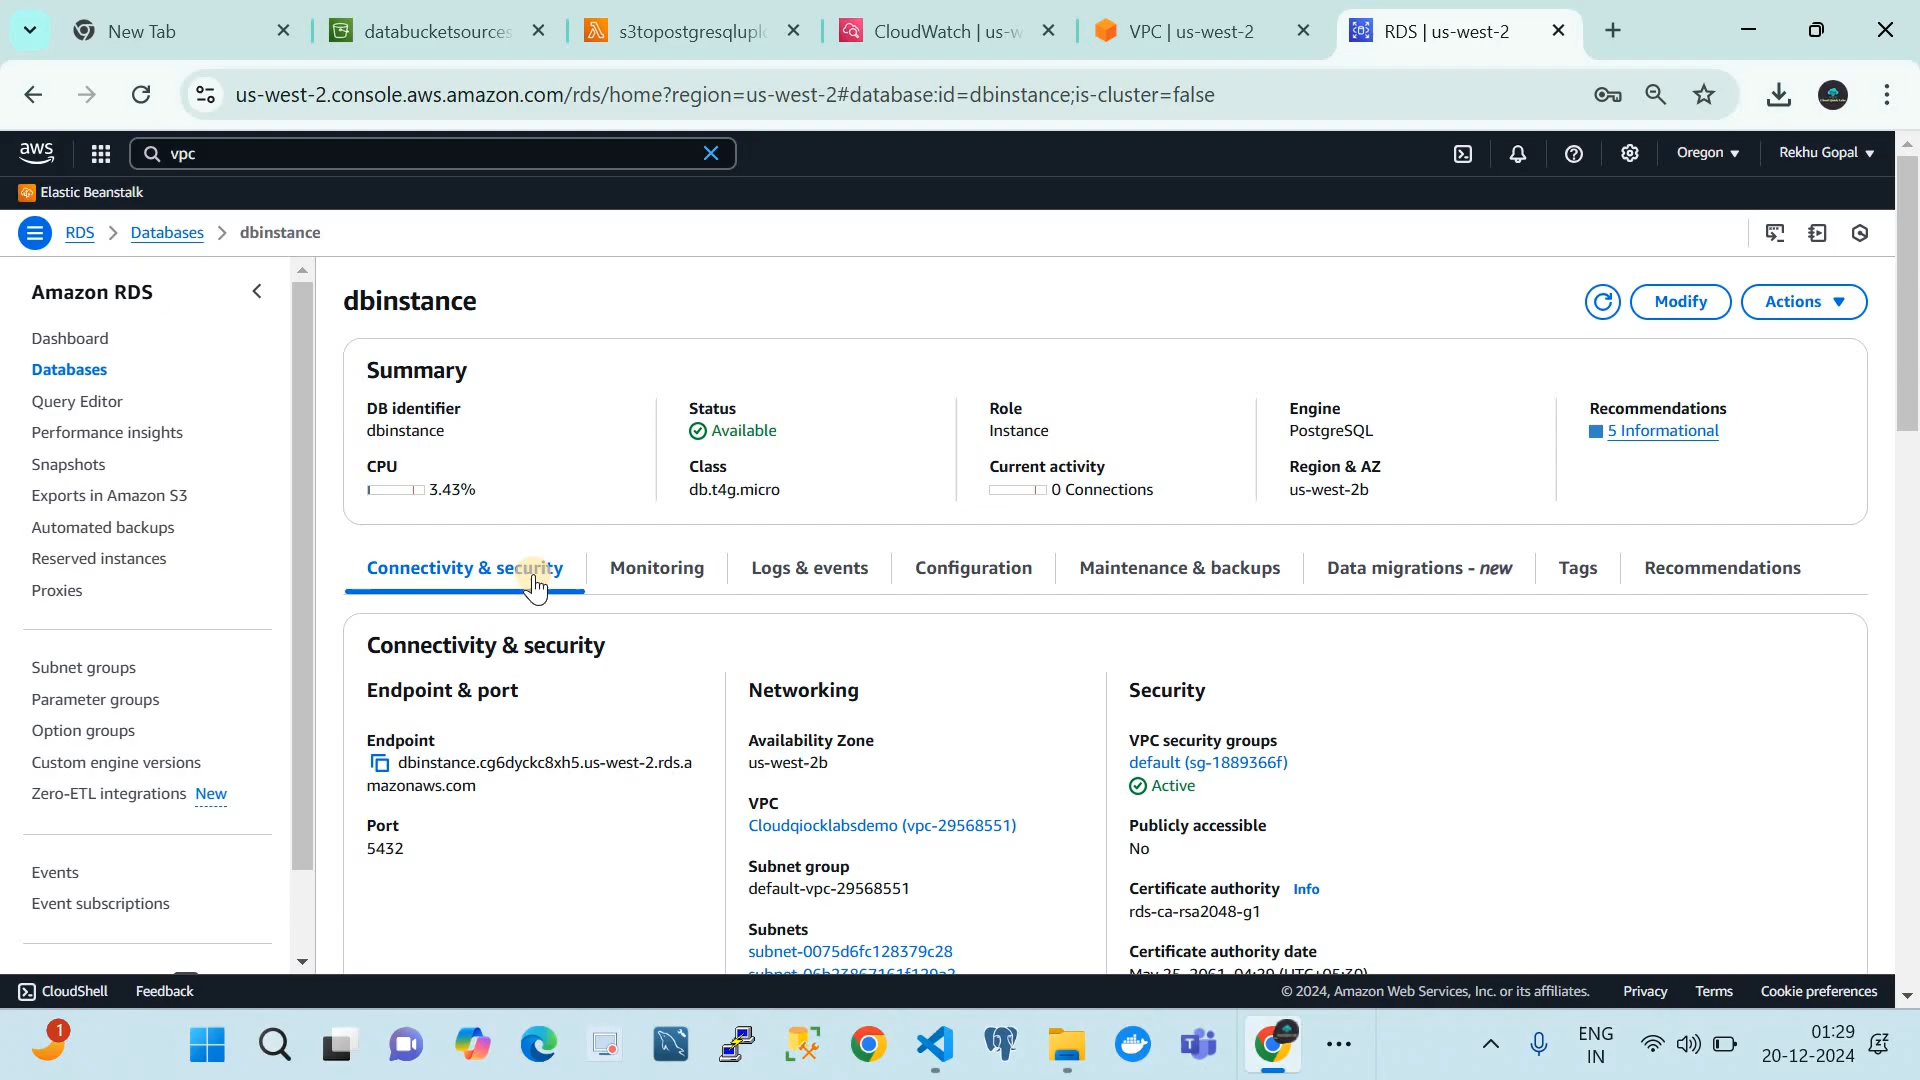 New Tab
databucketsources
s3topostgresqlupl
CloudWatch | us-w
VPC | us-west-2
RDS | us-west-2
us-west-2.console.aws.amazon.com/rds/home?region=us-west-2#database:id=dbinstance;is-cluster=false
aws
vpc
Oregon
Rekhu Gopal
Elastic Beanstalk
RDS
Databases
dbinstance
Amazon RDS
Dashboard
Databases
Query Editor
Performance insights
Snapshots
Exports in Amazon S3
Automated backups
Reserved instances
Proxies
Subnet groups
Parameter groups
Option groups
Custom engine versions
Zero-ETL integrations New
Events
Event subscriptions
dbinstance
Modify
Actions
Summary
DB identifier
dbinstance
CPU
3.43%
Status
Available
Class
db.t4g.micro
Role
Instance
Current activity
0 Connections
Engine
PostgreSQL
Region & AZ
us-west-2b
Recommendations
5 Informational
Connectivity & security
Monitoring
Logs & events
Configuration
Maintenance & backups
Data migrations - new
Tags
Recommendations
Connectivity & security
Endpoint & port
Endpoint
dbinstance.cg6dyckc8xh5.us-west-2.rds.a
mazonaws.com
Port
5432
Networking
Availability Zone
us-west-2b
VPC
Cloudqiocklabsdemo (vpc-29568551)
Subnet group
default-vpc-29568551
Subnets
subnet-0075d6fc128379c28
Security
VPC security groups
default (sg-1889366f)
Active
Publicly accessible
No
Certificate authority Info
rds-ca-rsa2048-g1
Certificate authority date
CloudShell
Feedback
© 2024, Amazon Web Services, Inc. or its affiliates.
Privacy
Terms
Cookie preferences
1
ENG
IN
01:29
20-12-2024